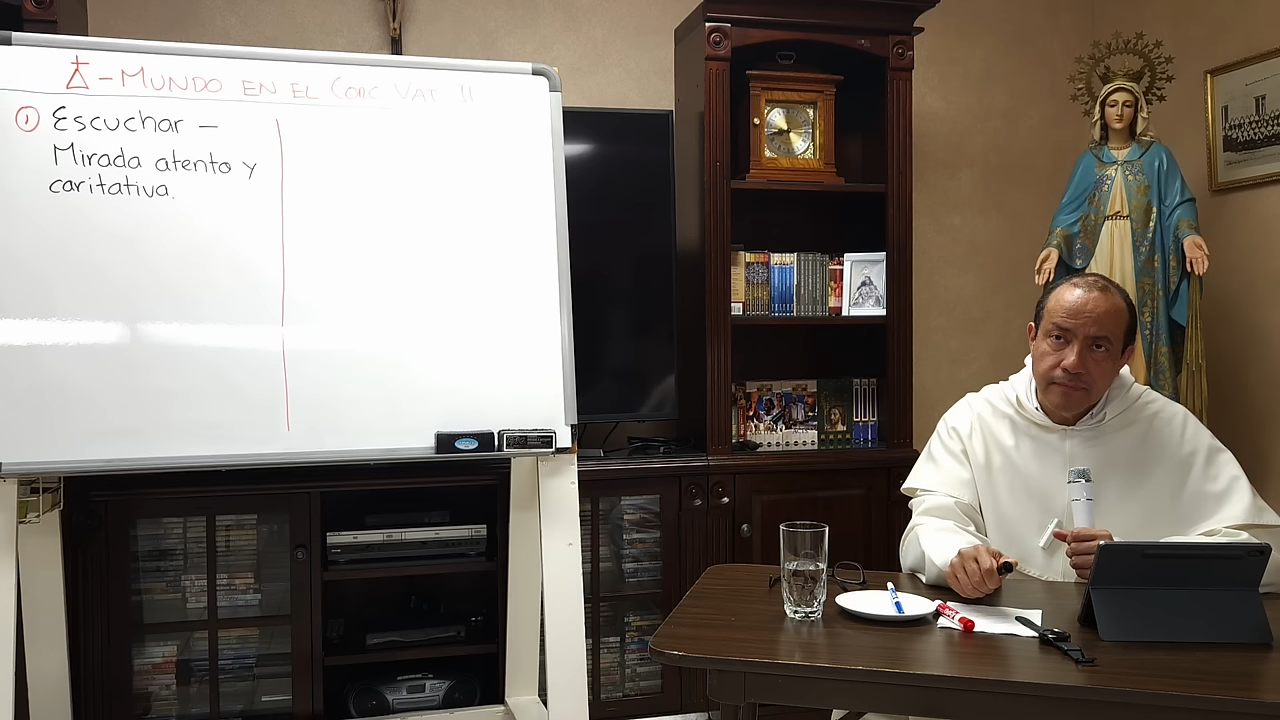 - MUNDO EN EL CONC VAT II
① Escuchar -
Mirada atento y
caritativa.